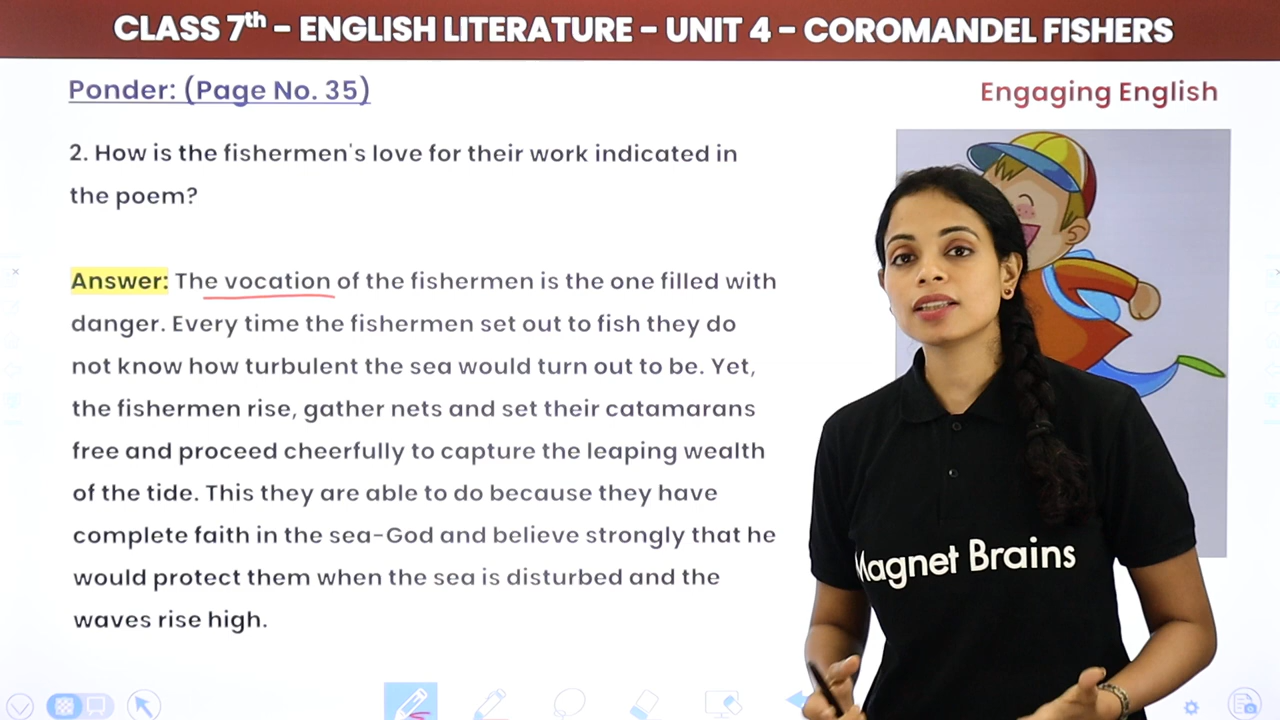 CLASS 7th - ENGLISH LITERATURE - UNIT 4 - COROMANDEL FISHERS
Ponder: (Page No. 35)
Engaging English
2. How is the fishermen's love for their work indicated in
the poem?
Answer: The vocation of the fishermen is the one filled with
danger. Every time the fishermen set out to fish they do
not know how turbulent the sea would turn out to be. Yet,
the fishermen rise, gather nets and set their catamarans
free and proceed cheerfully to capture the leaping wealth
of the tide. This they are able to do because they have
complete faith in the sea-God and believe strongly that he
would protect them when the sea is disturbed and the
waves rise high.
Magnet Brains